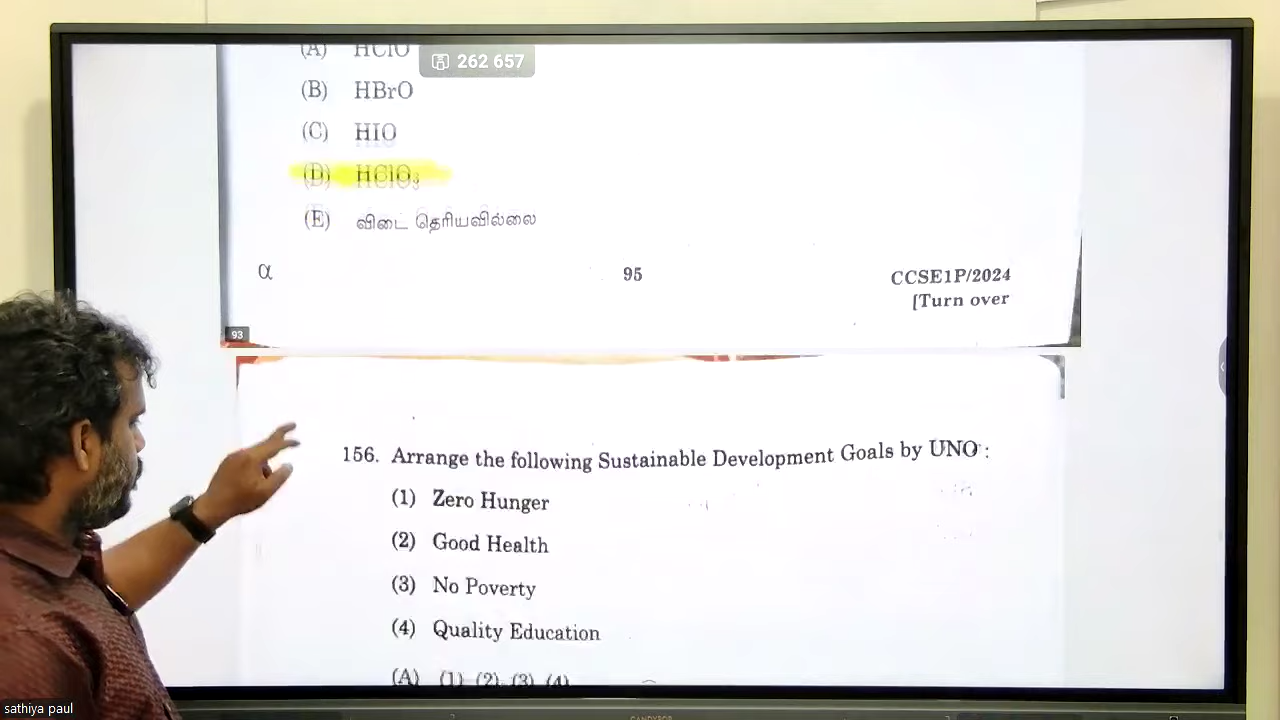 (A) HClO
262 657
(B) HBrO
(C) HIO
(D) HClO₃
(E) விடை தெரியவில்லை
α 95 CCSE1P/2024
[Turn over
93
156. Arrange the following Sustainable Development Goals by UNO :
(1) Zero Hunger
(2) Good Health
(3) No Poverty
(4) Quality Education
(A) (1) (2) (3) (4)
sathiya paul